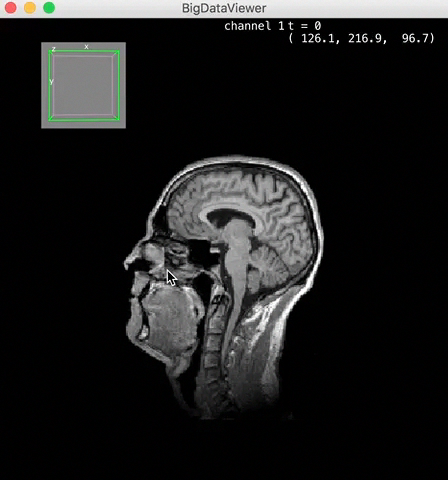 BigDataViewer
channel 1 t = 0
( 126.1, 216.9,  96.7)
z x
Y